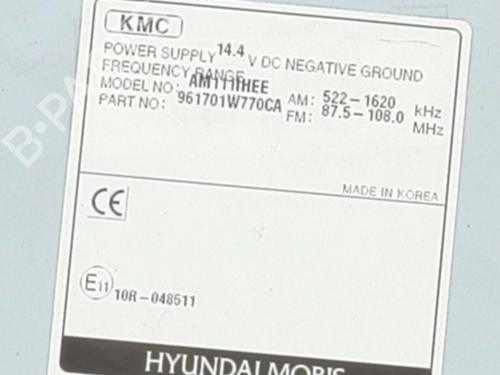 KMC
POWER SUPPLY 14.4 V DC NEGATIVE GROUND
FREQUENCY RANGE
MODEL NO: AM111IHEE AM: 522-1620 kHz
PART NO: 961701W770CA FM: 87.5-108.0 MHz
MADE IN KOREA
CE
E11 10R-048511
HYUNDAI MOBIS